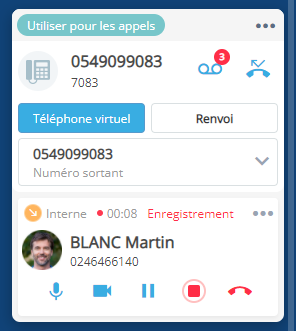 Utiliser pour les appels
0549099083
3
7083
Téléphone virtuel
Renvoi
0549099083
Numéro sortant
Interne 00:08 Enregistrement
BLANC Martin
0246466140